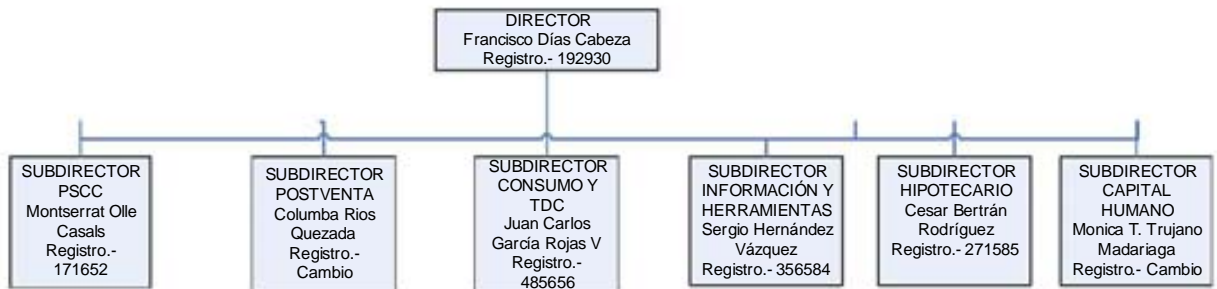 DIRECTOR
Francisco Días Cabeza
Registro.- 192930
SUBDIRECTOR
PSCC
Montserrat Olle
Casals
Registro.-
171652
SUBDIRECTOR
POSTVENTA
Columba Rios
Quezada
Registro.-
Cambio
SUBDIRECTOR
CONSUMO Y
TDC
Juan Carlos
García Rojas V
Registro.-
485656
SUBDIRECTOR
INFORMACIÓN Y
HERRAMIENTAS
Sergio Hernández
Vázquez
Registro.- 356584
SUBDIRECTOR
HIPOTECARIO
Cesar Bertrán
Rodríguez
Registro.- 271585
SUBDIRECTOR
CAPITAL
HUMANO
Monica T. Trujano
Madariaga
Registro.- Cambio